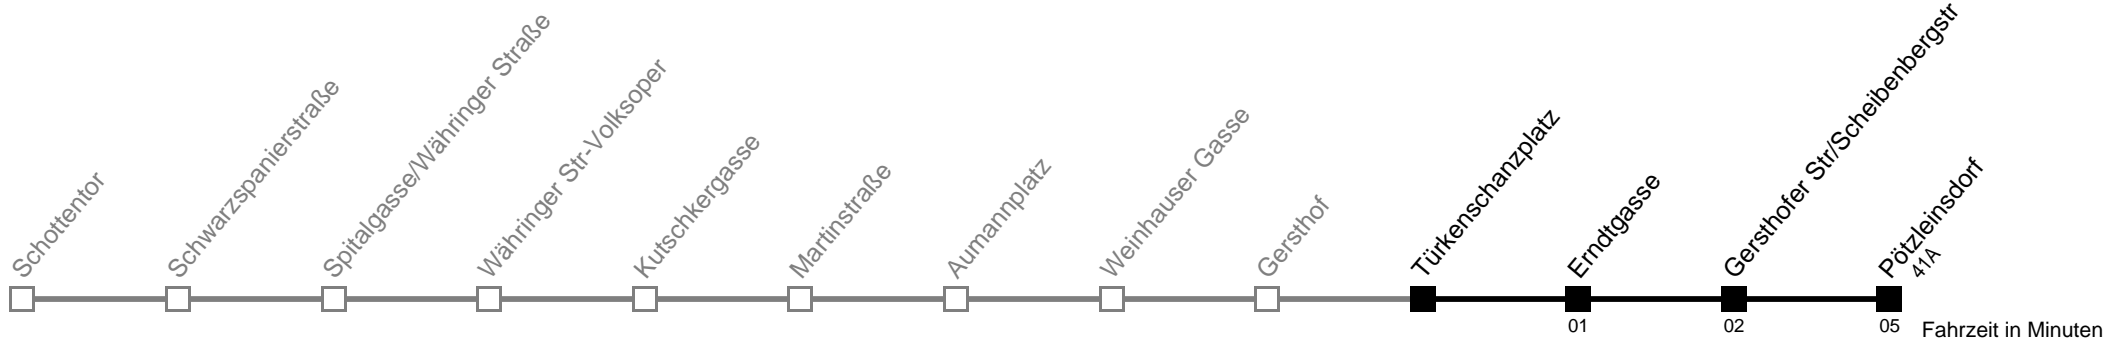 Schottentor
Schwarzspanierstraße
Spitalgasse/Währinger Straße
Währinger Str-Volksoper
Kutschkergasse
Martinstraße
Aumannplatz
Weinhauser Gasse
Gersthof
Türkenschanzplatz
Erndtgasse
Gersthofer Str/Scheibenbergstr
Pötzleinsdorf
41A
01
02
05
Fahrzeit in Minuten